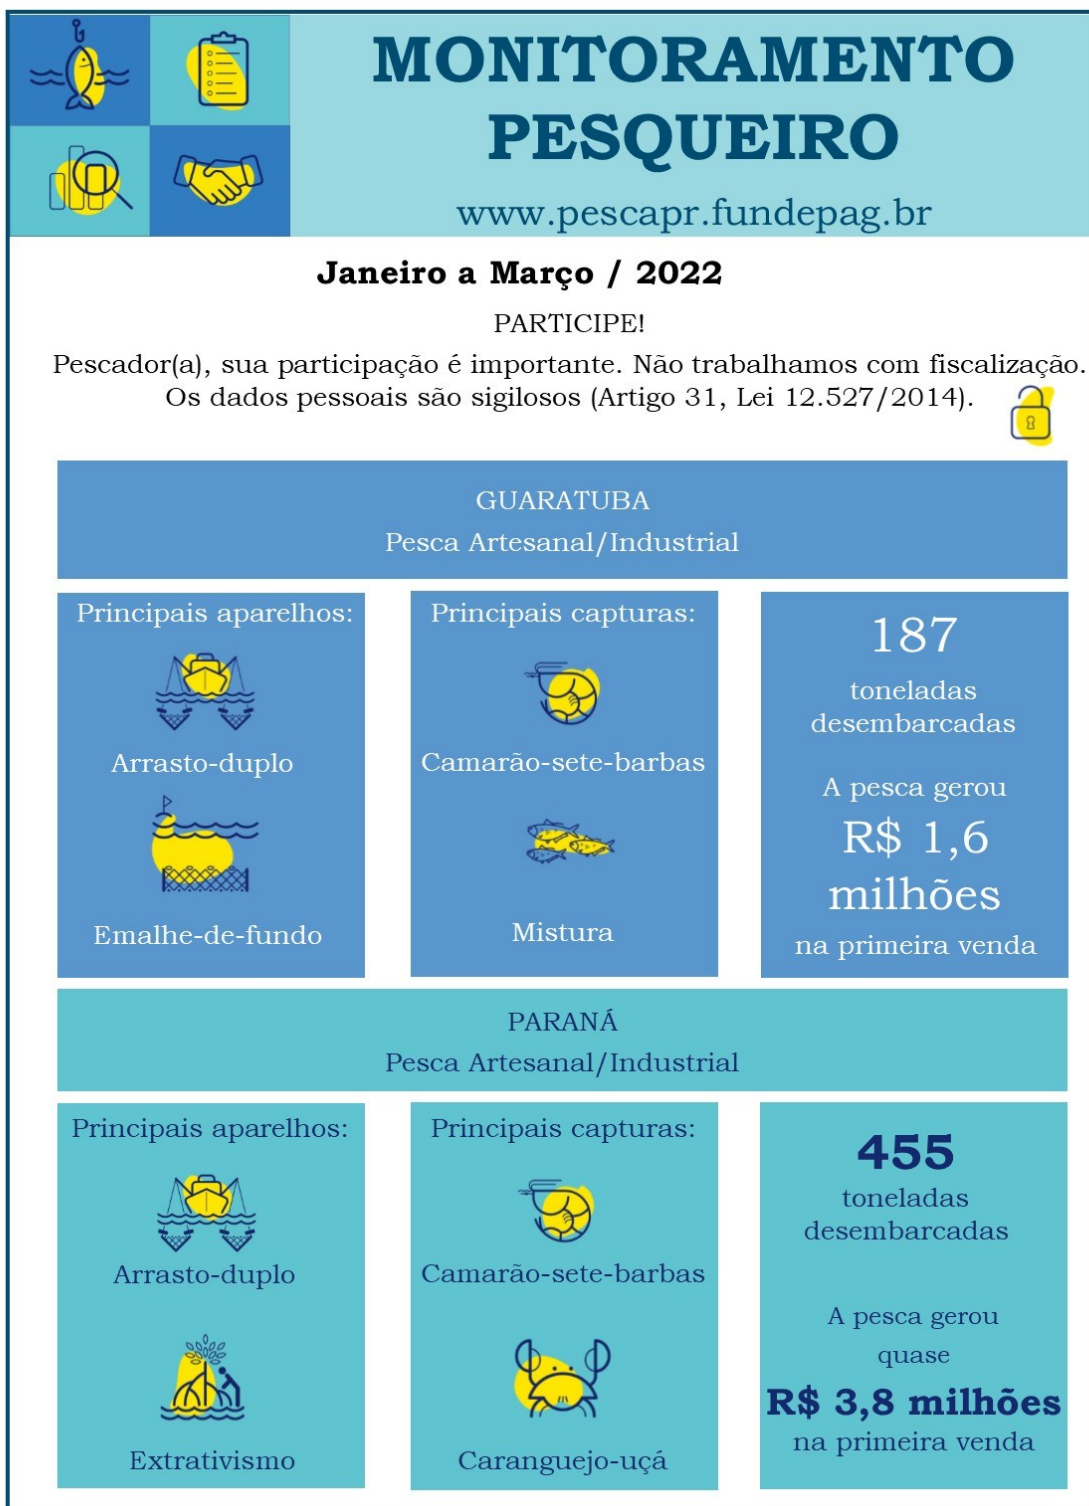 MONITORAMENTO
PESQUEIRO
www.pescapr.fundepag.br
Janeiro a Março / 2022
PARTICIPE!
Pescador(a), sua participação é importante. Não trabalhamos com fiscalização.
Os dados pessoais são sigilosos (Artigo 31, Lei 12.527/2014).
GUARATUBA
Pesca Artesanal/Industrial
Principais aparelhos:
Arrasto-duplo
Emalhe-de-fundo
Principais capturas:
Camarão-sete-barbas
Mistura
187
toneladas
desembarcadas
A pesca gerou
R$ 1,6
milhões
na primeira venda
PARANÁ
Pesca Artesanal/Industrial
Principais aparelhos:
Arrasto-duplo
Extrativismo
Principais capturas:
Camarão-sete-barbas
Caranguejo-uçá
455
toneladas
desembarcadas
A pesca gerou
quase
R$ 3,8 milhões
na primeira venda